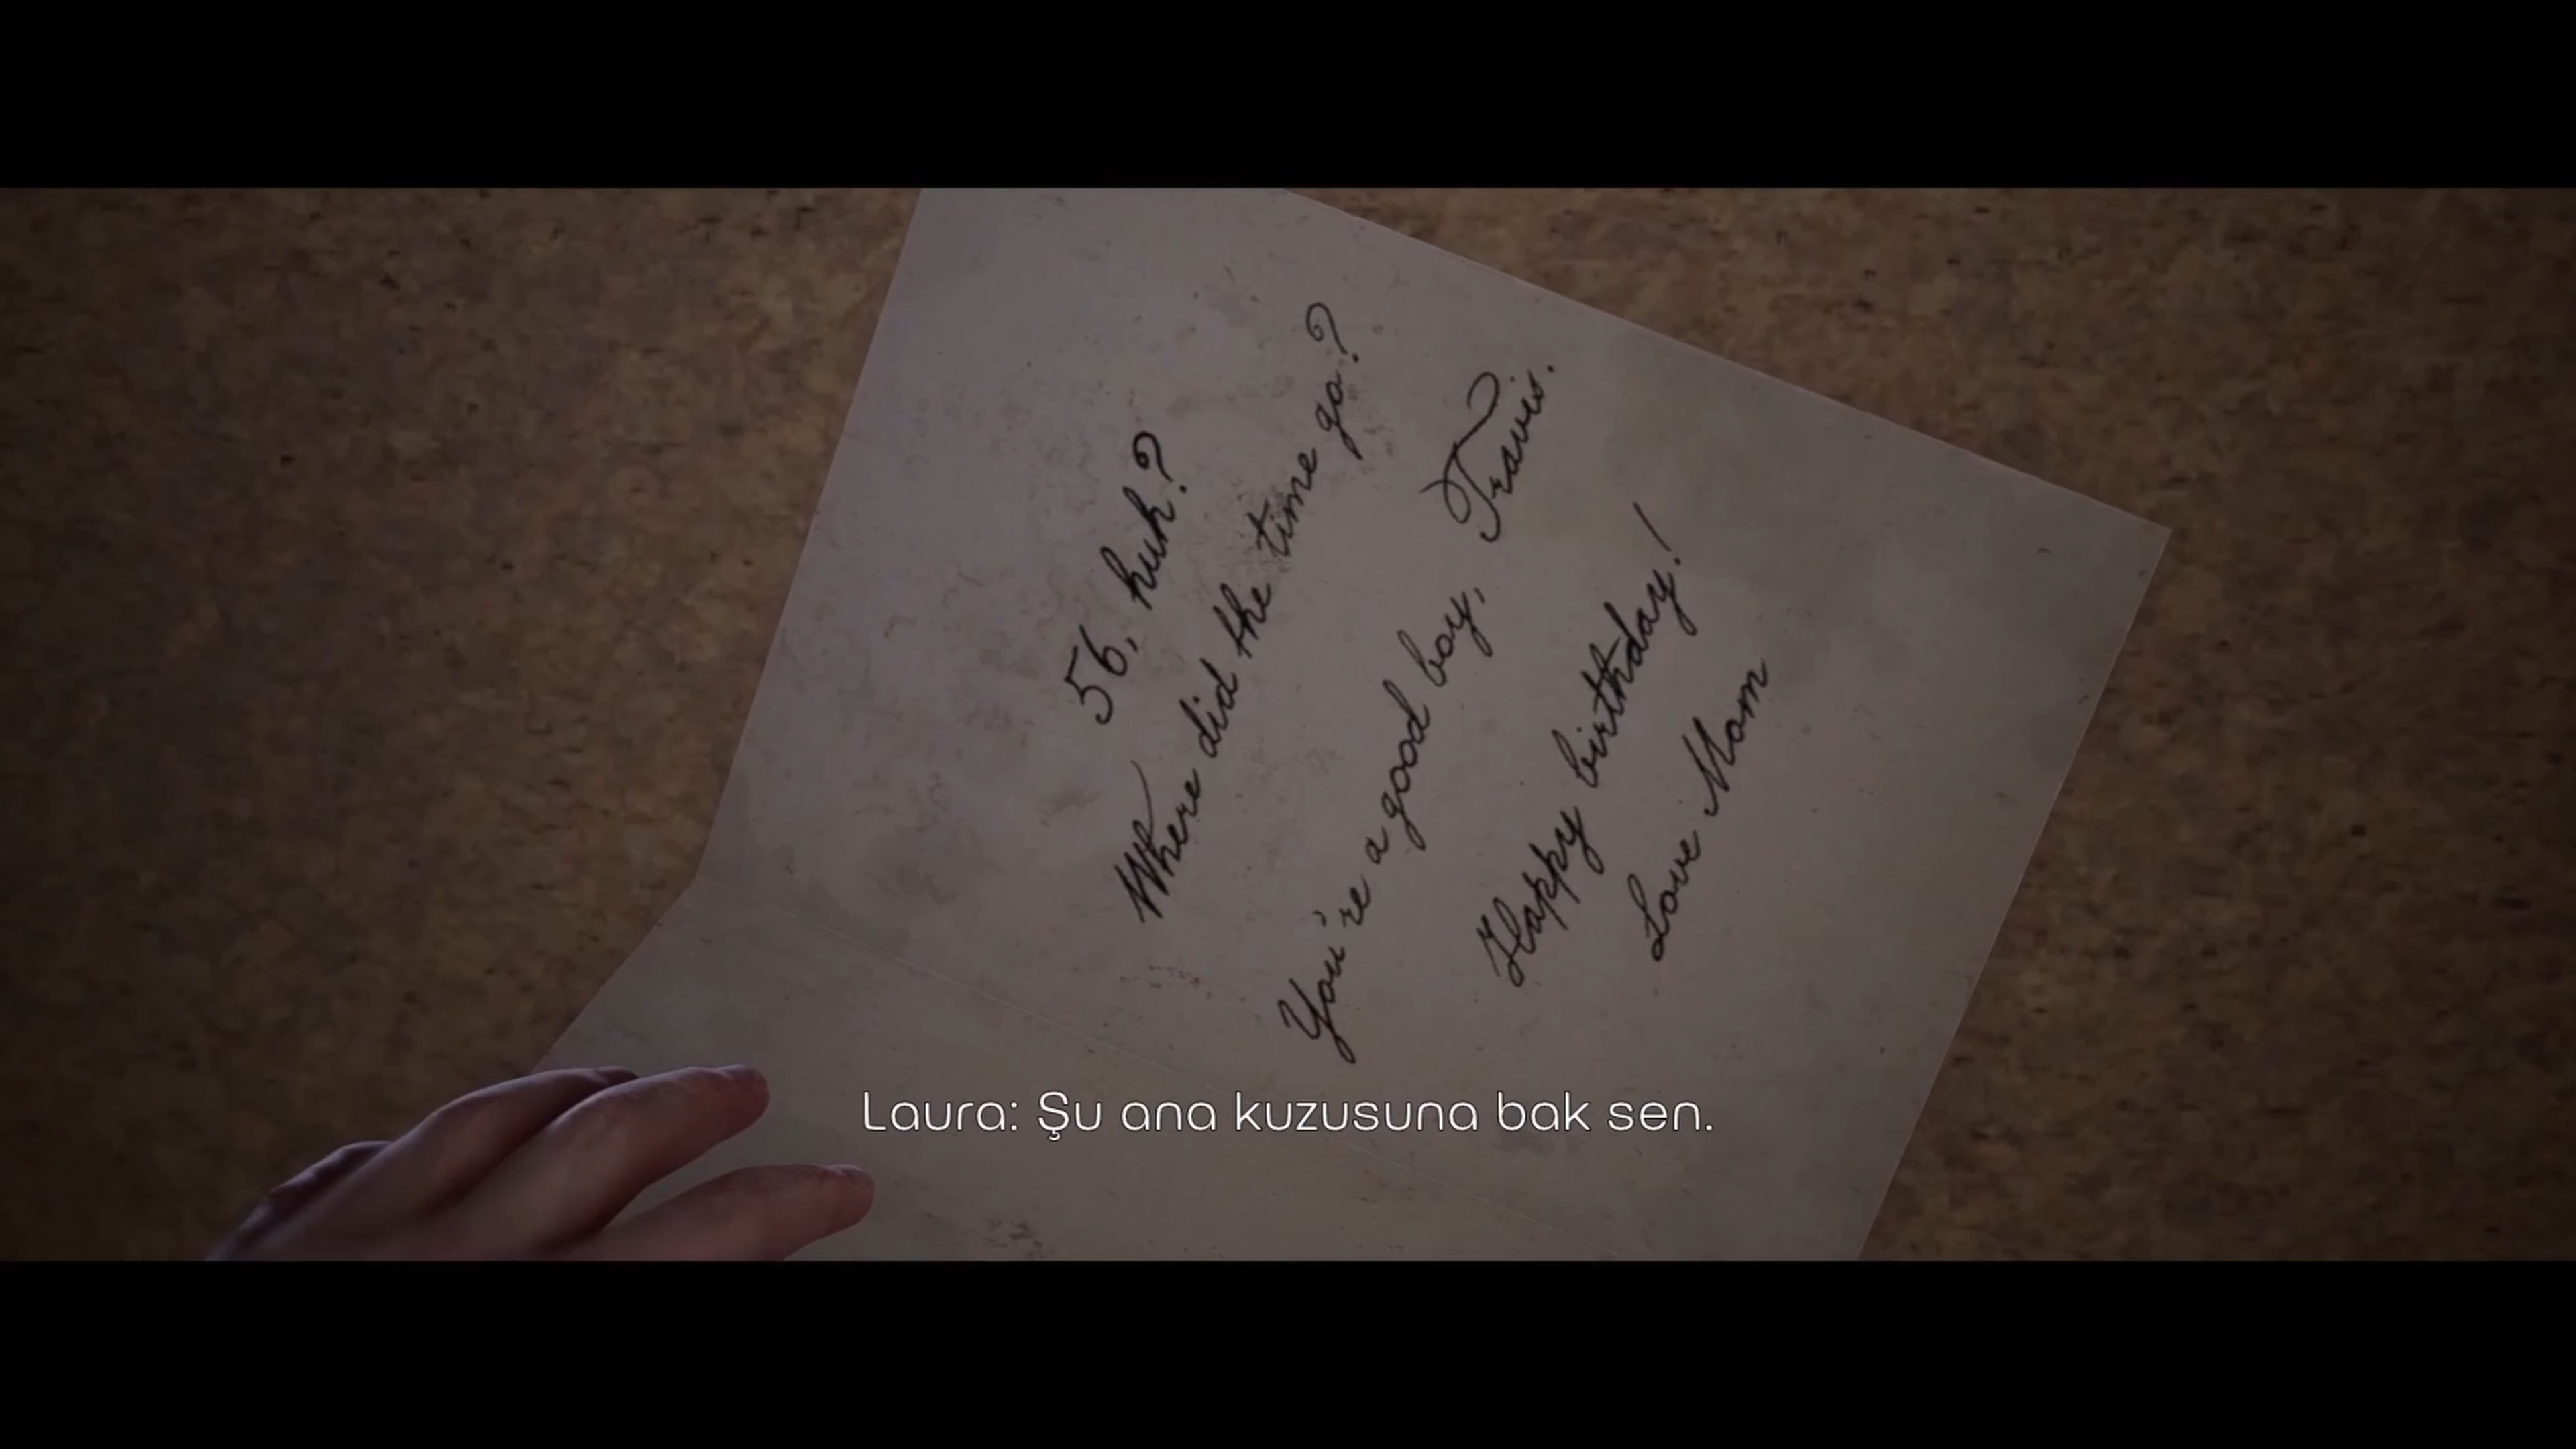 56, huh?
Where did the time go?
You're a good boy, Travis.
Happy birthday!
Love Mom
Laura: Şu ana kuzusuna bak sen.